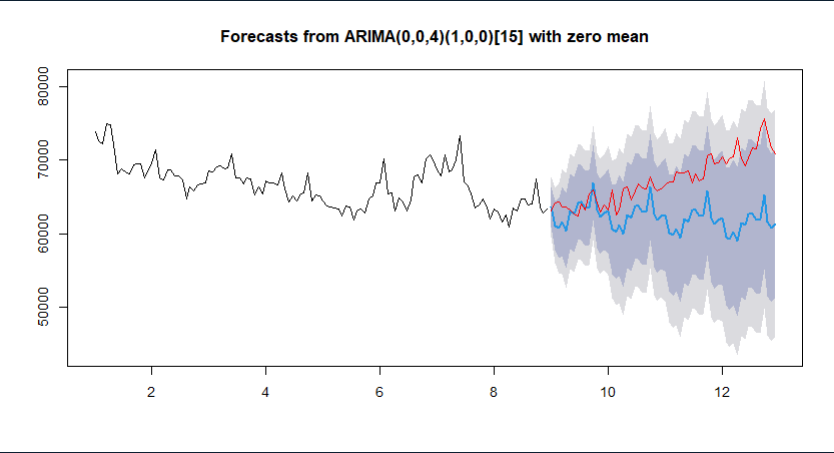 Forecasts from ARIMA(0,0,4)(1,0,0)[15] with zero mean
80000
70000
60000
50000
2 4 6 8 10 12